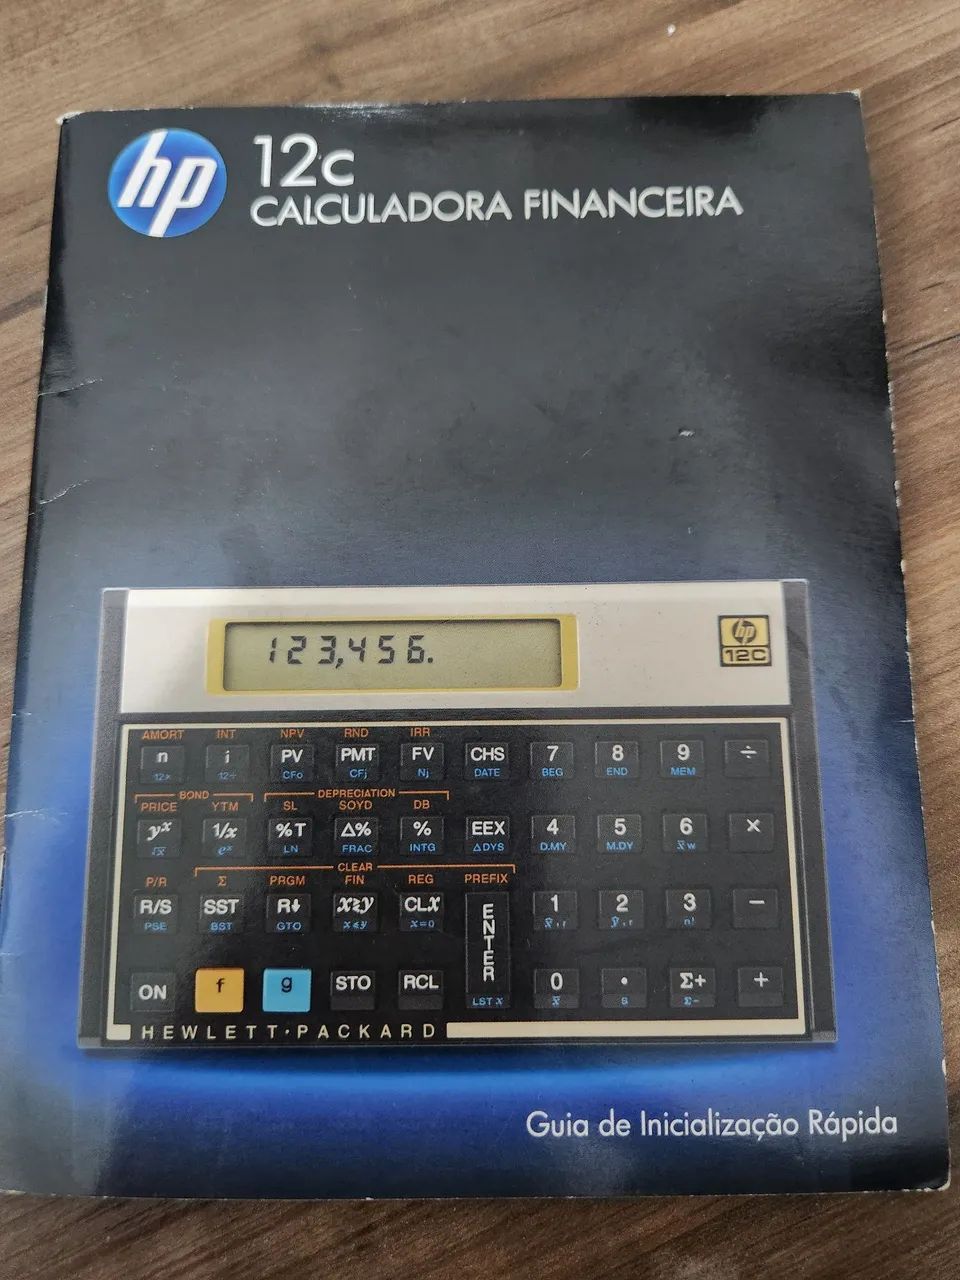 hp
12c
CALCULADORA FINANCEIRA
123,456.
hp
12C
AMORT INT NPV RND IRR
n i PV PMT FV CHS 7 8 9 ÷
12× 12÷ CFo CFj Nj DATE BEG END MEM
BOND DEPRECIATION
PRICE YTM SL SOYD DB
yˣ 1/x %T Δ% % EEX 4 5 6 ×
√x eˣ LN FRAC INTG ΔDYS D.MY M.DY x̄w
CLEAR
P/R Σ PRGM FIN REG PREFIX
R/S SST R↓ x≷y CLx ENTER 1 2 3 −
PSE BST GTO x≤y x=0 x̂,r ŷ,r n!
ON f g STO RCL 0 • Σ+ +
LST x x̄ s Σ−
HEWLETT·PACKARD
Guia de Inicialização Rápida